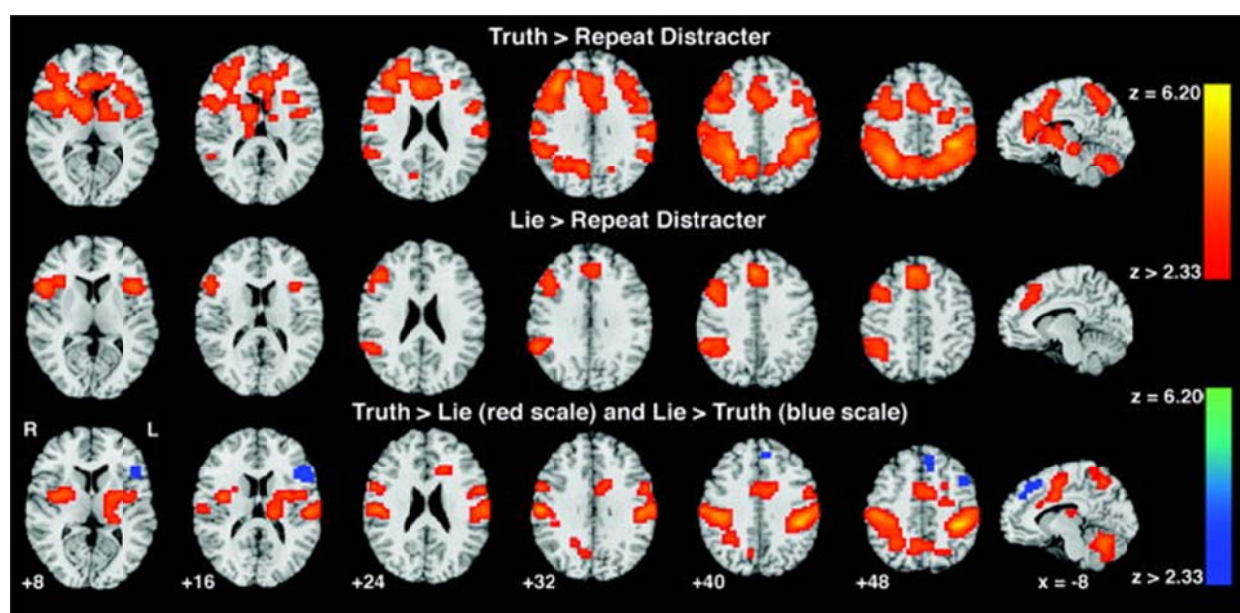 Truth > Repeat Distracter
z = 6.20
Lie > Repeat Distracter
z > 2.33
Truth > Lie (red scale) and Lie > Truth (blue scale)
z = 6.20
R L
+8 +16 +24 +32 +40 +48 x = -8 z > 2.33